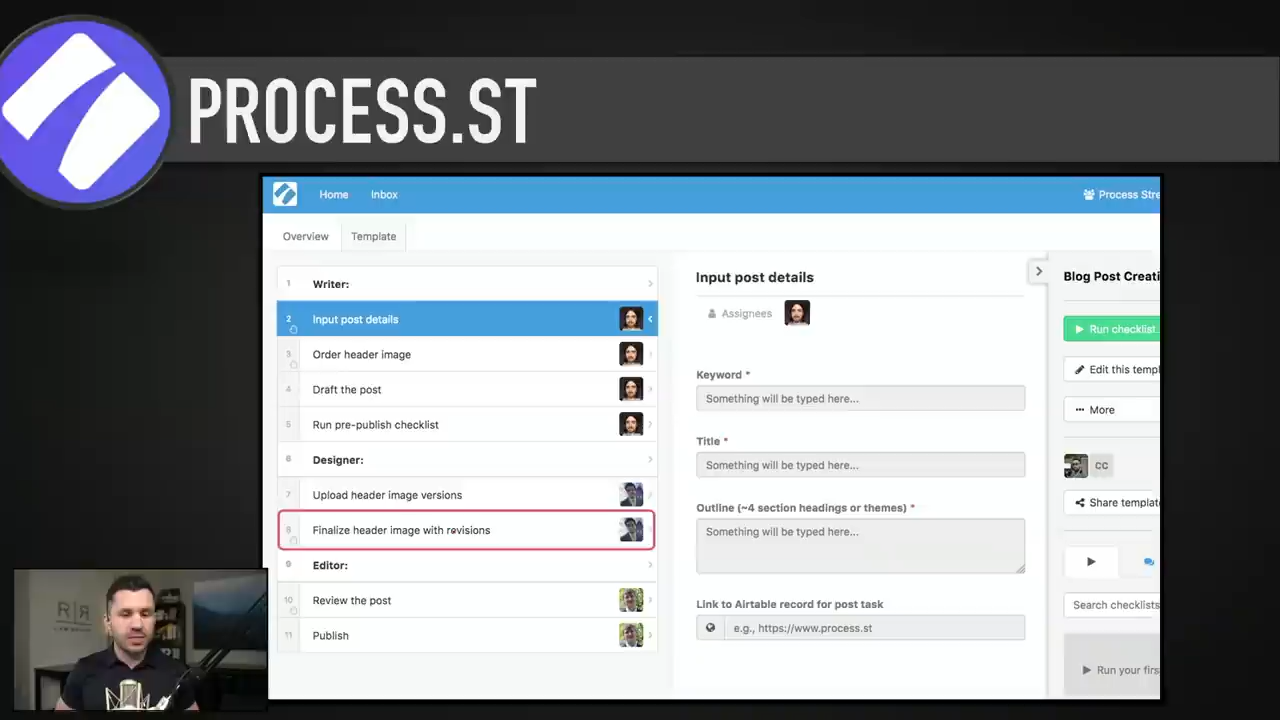 PROCESS.ST
Home
Inbox
Process Stre
Overview
Template
1
Writer:
2
Input post details
3
Order header image
4
Draft the post
5
Run pre-publish checklist
6
Designer:
7
Upload header image versions
8
Finalize header image with revisions
9
Editor:
10
Review the post
11
Publish
Input post details
Assignees
Keyword *
Something will be typed here...
Title *
Something will be typed here...
Outline (~4 section headings or themes) *
Something will be typed here...
Link to Airtable record for post task
e.g., https://www.process.st
Blog Post Creati
Run checklist
Edit this templ
More
CC
Share template
Search checklists
Run your firs
R|R